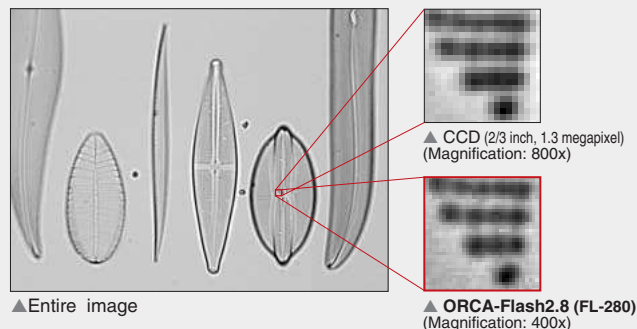 ▲ CCD (2/3 inch, 1.3 megapixel)
(Magnification: 800x)
▲Entire image
▲ ORCA-Flash2.8 (FL-280)
(Magnification: 400x)